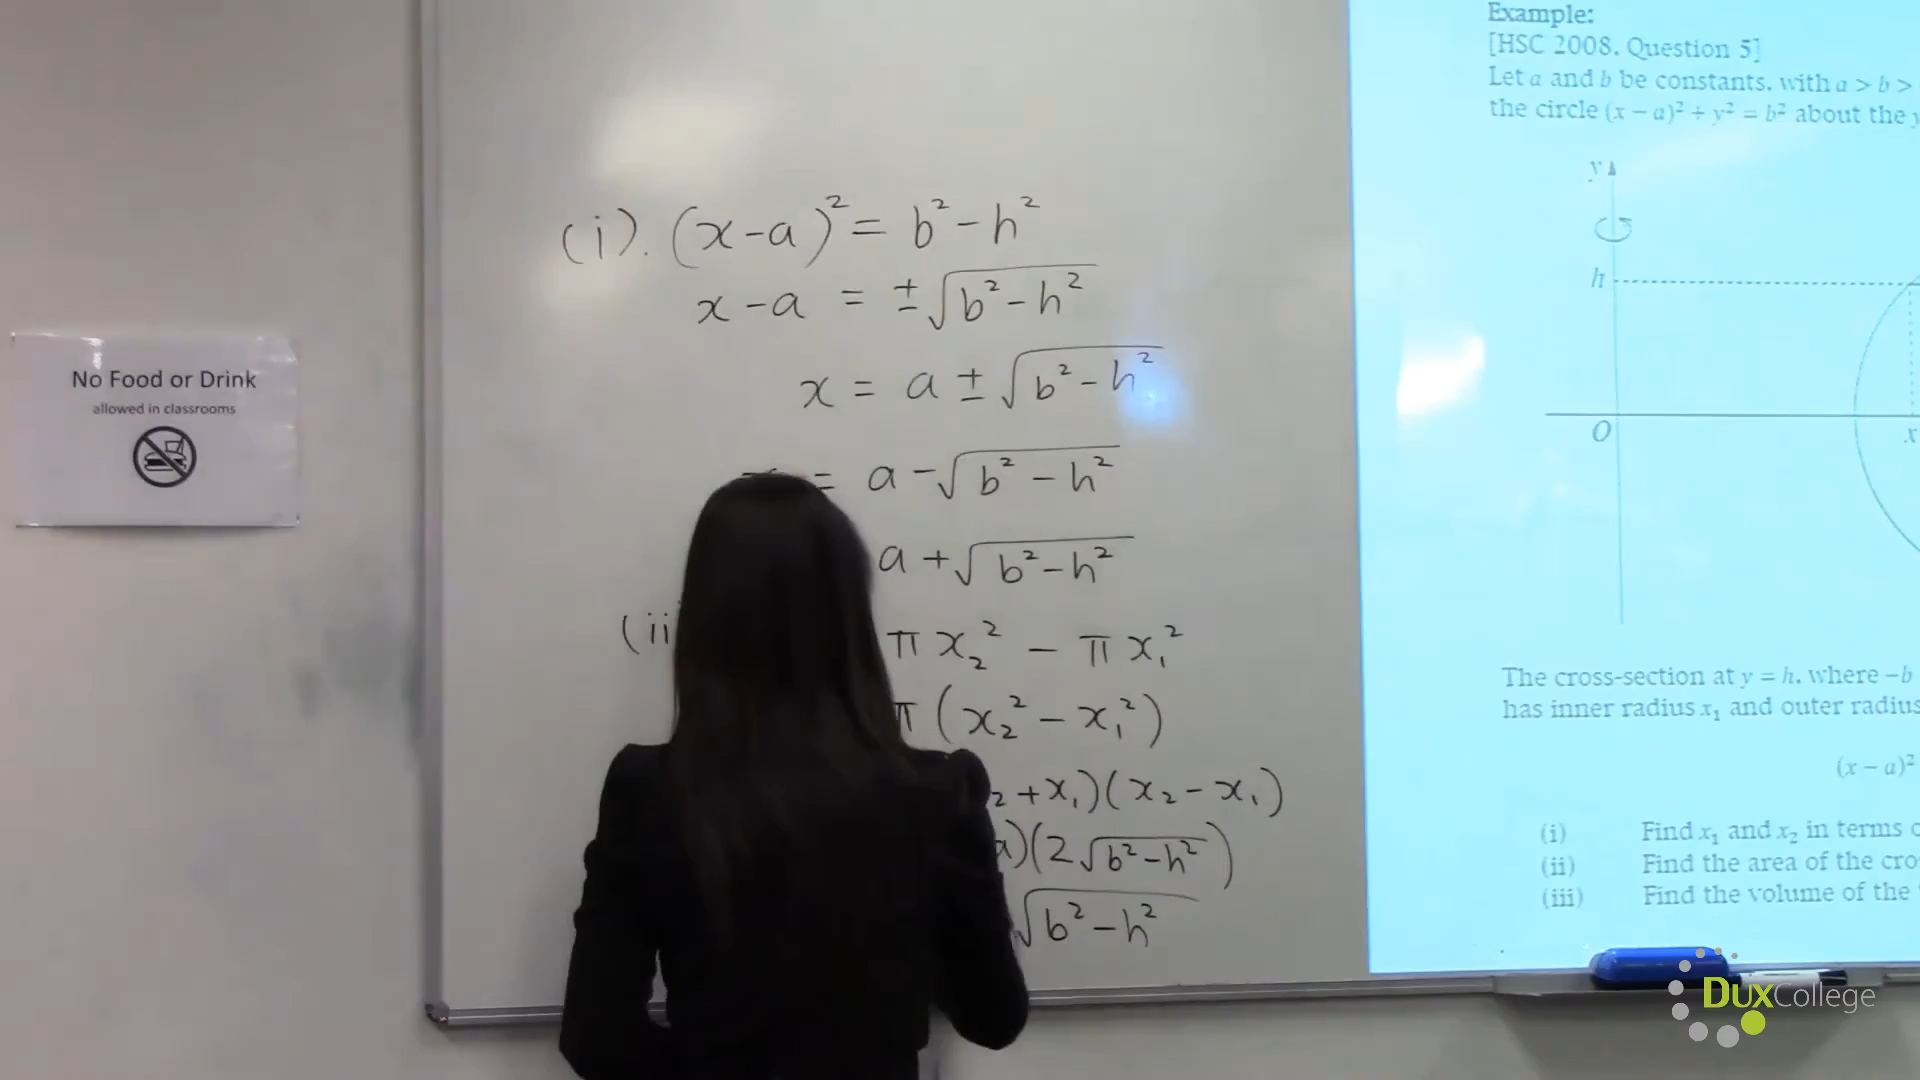 No Food or Drink
allowed in classrooms
(i). (x-a)² = b²-h²
x-a = ±√(b²-h²)
x = a ± √(b²-h²)
= a - √(b²-h²)
a + √(b²-h²)
(ii
π x₂² - π x₁²
π (x₂² - x₁²)
₂ + x₁)(x₂ - x₁)
a)(2√(b²-h²))
√(b²-h²)
Example:
[HSC 2008. Question 5]
Let a and b be constants, with a > b >
the circle (x − a)² + y² = b² about the y
y
h
O
x
The cross-section at y = h, where −b
has inner radius x₁ and outer radius
(x − a)²
(i) Find x₁ and x₂ in terms
(ii) Find the area of the cro
(iii) Find the volume of the
DuxCollege